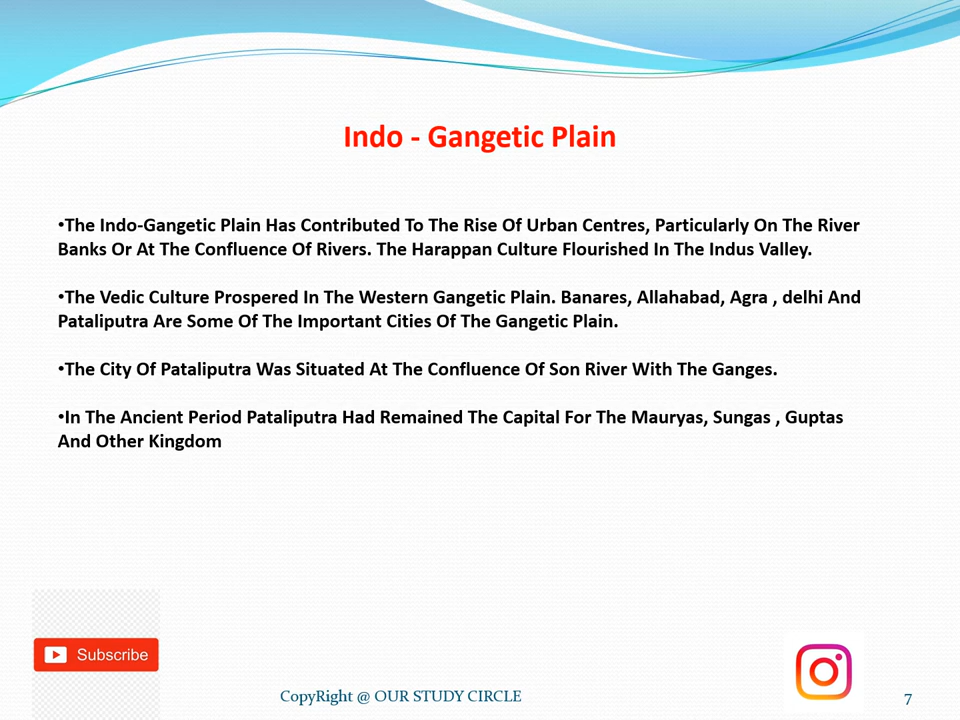 Indo - Gangetic Plain
•The Indo-Gangetic Plain Has Contributed To The Rise Of Urban Centres, Particularly On The River
Banks Or At The Confluence Of Rivers. The Harappan Culture Flourished In The Indus Valley.
•The Vedic Culture Prospered In The Western Gangetic Plain. Banares, Allahabad, Agra , delhi And
Pataliputra Are Some Of The Important Cities Of The Gangetic Plain.
•The City Of Pataliputra Was Situated At The Confluence Of Son River With The Ganges.
•In The Ancient Period Pataliputra Had Remained The Capital For The Mauryas, Sungas , Guptas
And Other Kingdom
Subscribe
CopyRight @ OUR STUDY CIRCLE
7